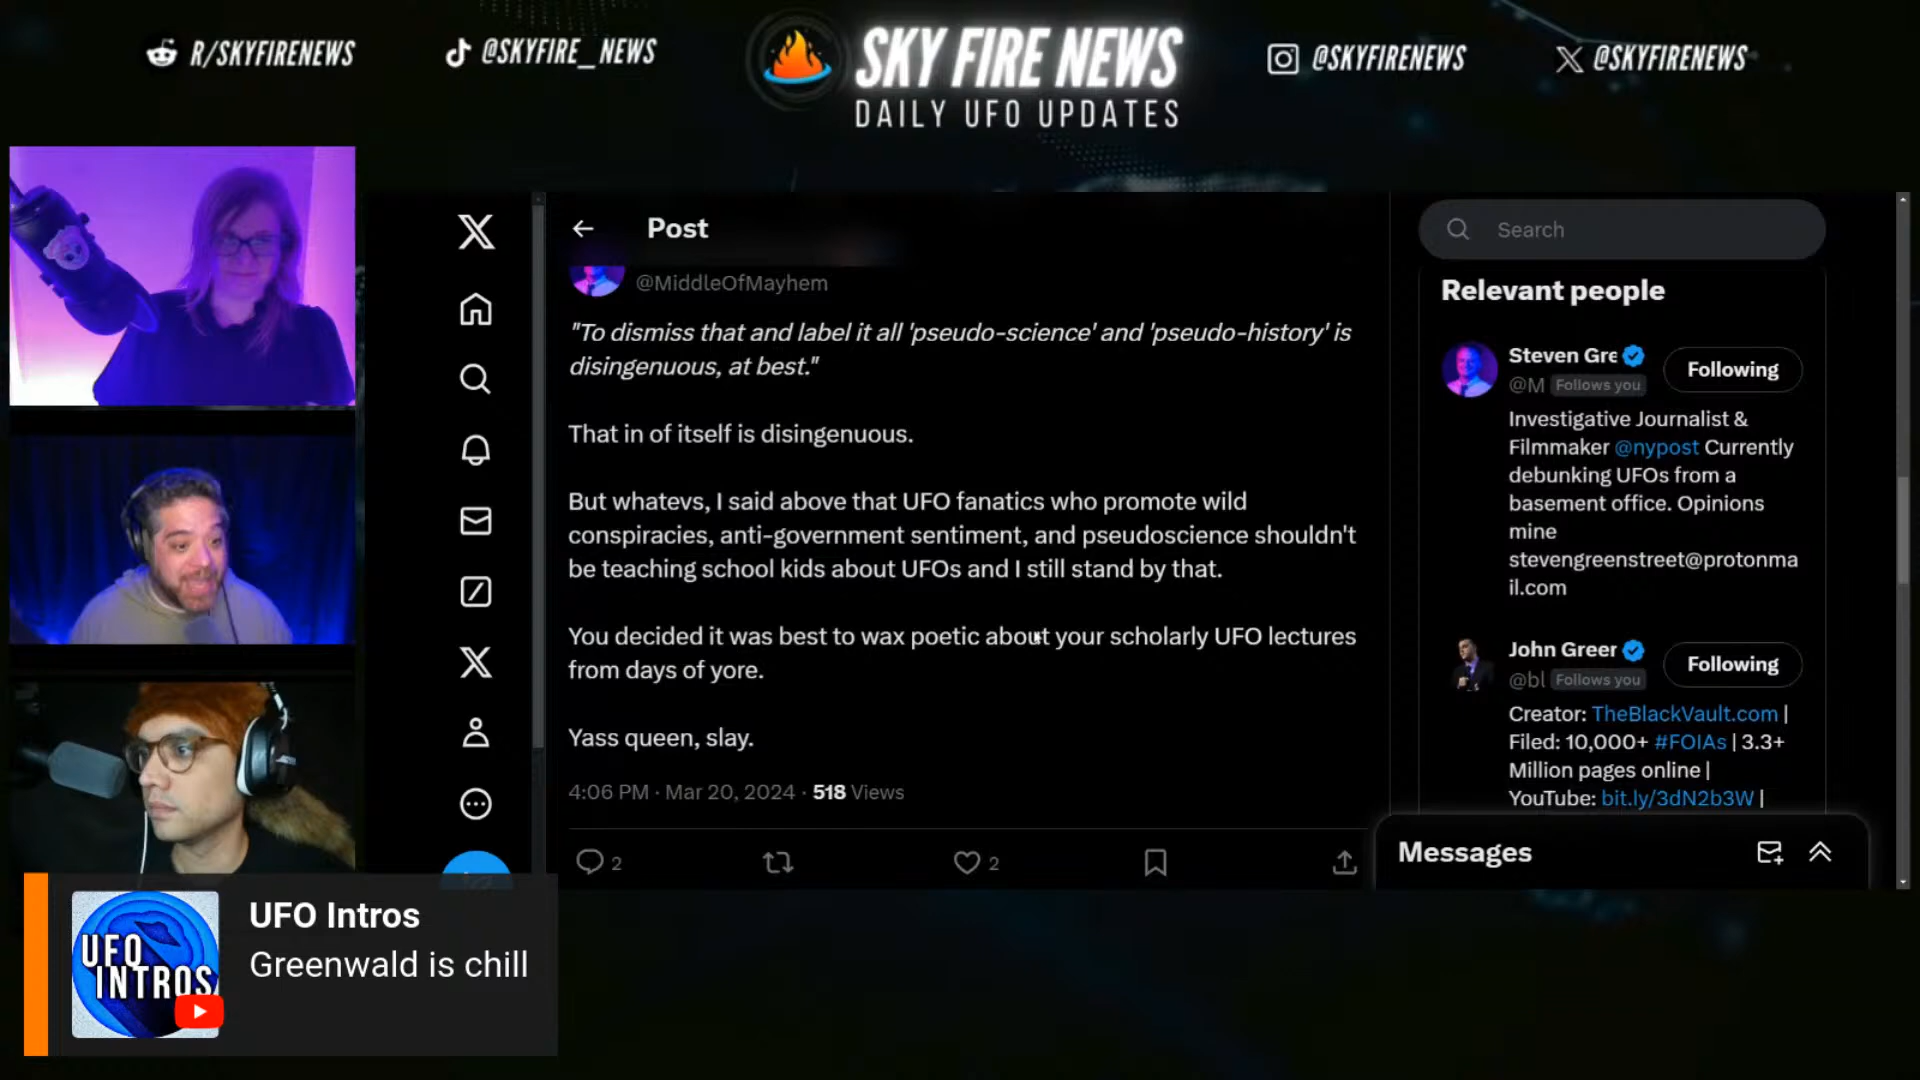 R/SKYFIRENEWS
@SKYFIRE_NEWS
SKY FIRE NEWS
DAILY UFO UPDATES
@SKYFIRENEWS
@SKYFIRENEWS
Post
@MiddleOfMayhem
"To dismiss that and label it all 'pseudo-science' and 'pseudo-history' is
disingenuous, at best."
That in of itself is disingenuous.
But whatevs, I said above that UFO fanatics who promote wild
conspiracies, anti-government sentiment, and pseudoscience shouldn't
be teaching school kids about UFOs and I still stand by that.
You decided it was best to wax poetic about your scholarly UFO lectures
from days of yore.
Yass queen, slay.
4:06 PM · Mar 20, 2024 · 518 Views
2
2
Search
Relevant people
Steven Gre
Following
@M Follows you
Investigative Journalist &
Filmmaker @nypost Currently
debunking UFOs from a
basement office. Opinions
mine
stevengreenstreet@protonma
il.com
John Greer
Following
@bl Follows you
Creator: TheBlackVault.com |
Filed: 10,000+ #FOIAs | 3.3+
Million pages online |
YouTube: bit.ly/3dN2b3W |
Messages
UFO INTROS
UFO Intros
Greenwald is chill